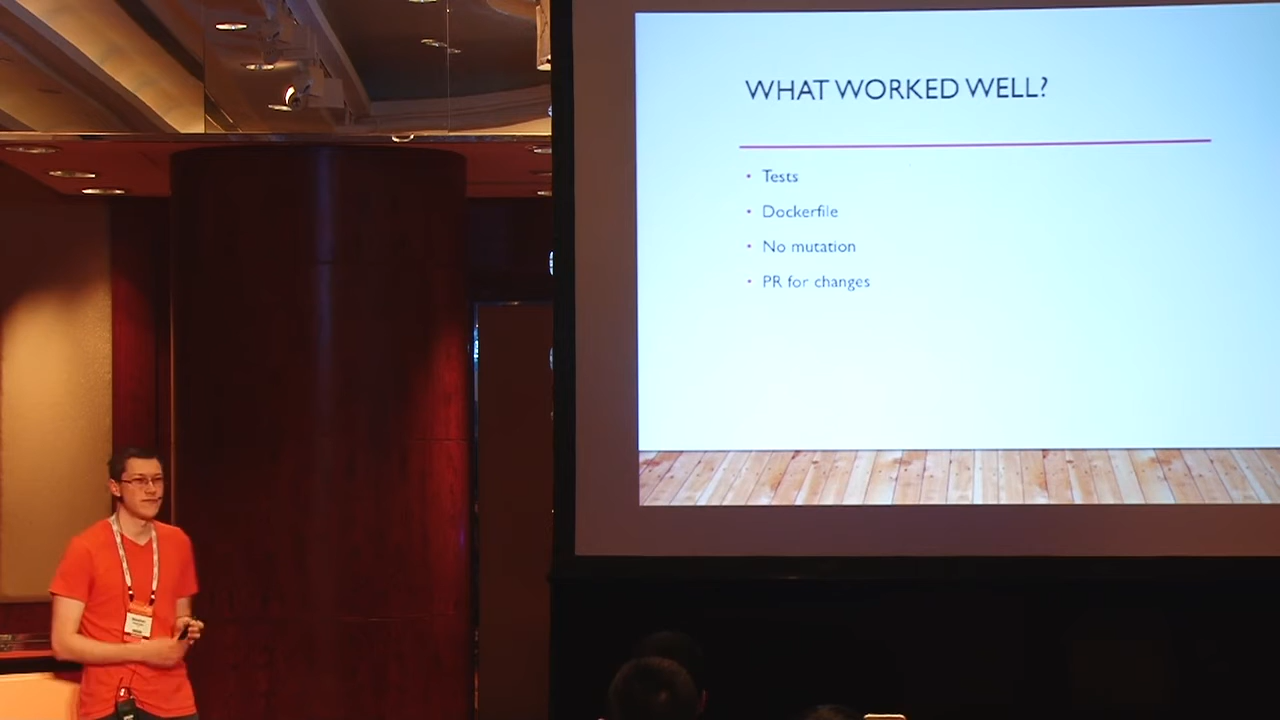 WHAT WORKED WELL?
• Tests
• Dockerfile
• No mutation
• PR for changes